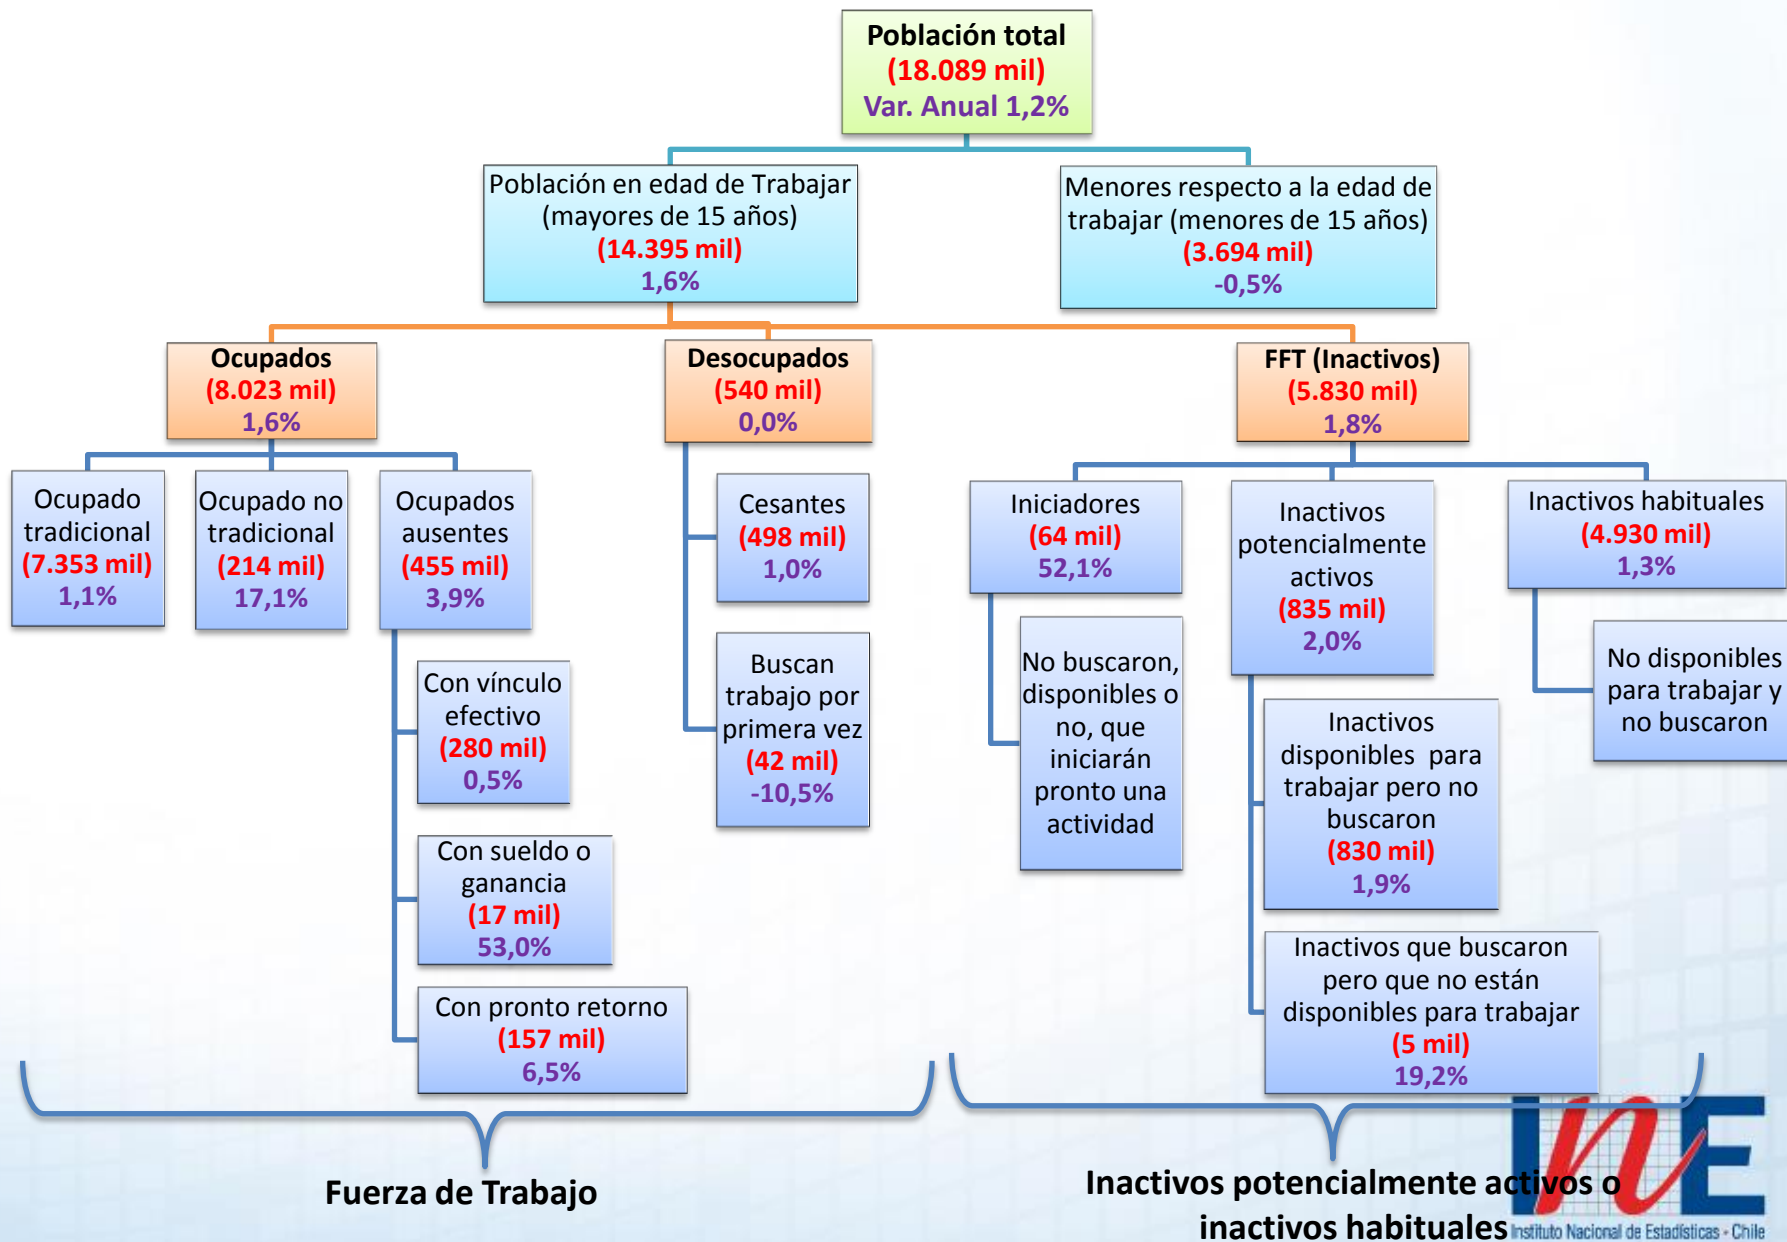 Población total
(18.089 mil)
Var. Anual 1,2%
Población en edad de Trabajar
(mayores de 15 años)
(14.395 mil)
1,6%
Menores respecto a la edad de
trabajar (menores de 15 años)
(3.694 mil)
-0,5%
Ocupados
(8.023 mil)
1,6%
Desocupados
(540 mil)
0,0%
FFT (Inactivos)
(5.830 mil)
1,8%
Ocupado
tradicional
(7.353 mil)
1,1%
Ocupado no
tradicional
(214 mil)
17,1%
Ocupados
ausentes
(455 mil)
3,9%
Con vínculo
efectivo
(280 mil)
0,5%
Con sueldo o
ganancia
(17 mil)
53,0%
Con pronto retorno
(157 mil)
6,5%
Cesantes
(498 mil)
1,0%
Buscan
trabajo por
primera vez
(42 mil)
-10,5%
Iniciadores
(64 mil)
52,1%
No buscaron,
disponibles o
no, que
iniciarán
pronto una
actividad
Inactivos
potencialmente
activos
(835 mil)
2,0%
Inactivos
disponibles para
trabajar pero no
buscaron
(830 mil)
1,9%
Inactivos que buscaron
pero que no están
disponibles para trabajar
(5 mil)
19,2%
Inactivos habituales
(4.930 mil)
1,3%
No disponibles
para trabajar y
no buscaron
Fuerza de Trabajo
Inactivos potencialmente activos o
inactivos habituales
INE
Instituto Nacional de Estadísticas - Chile